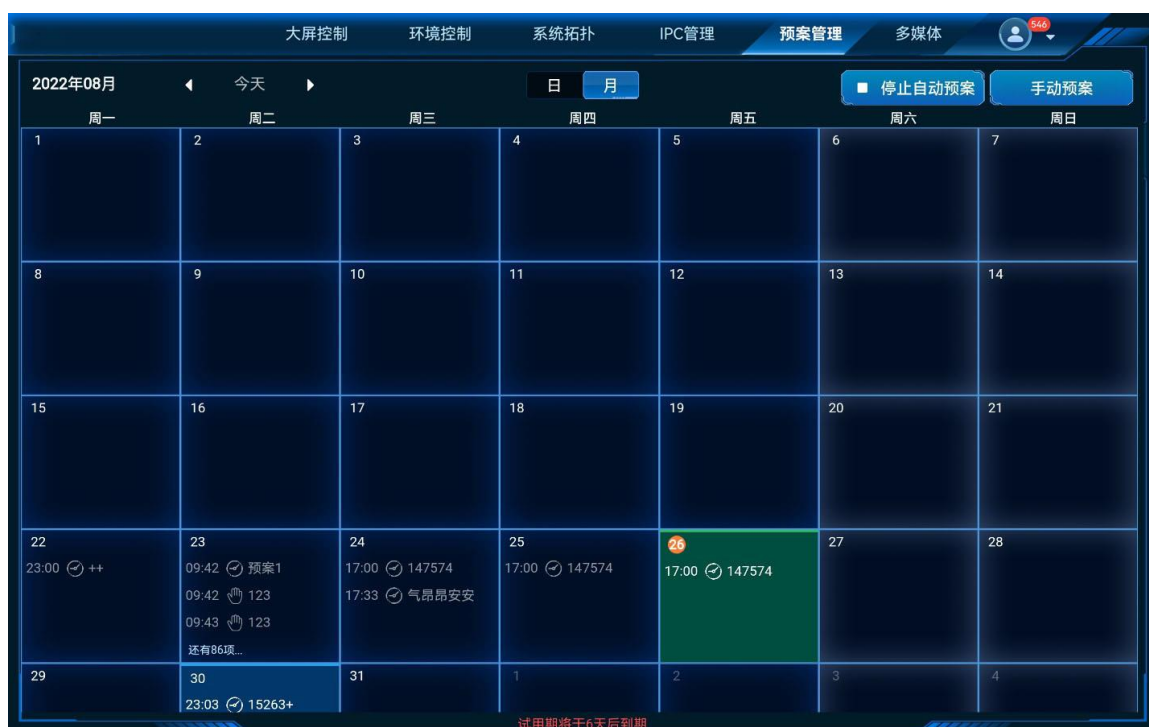 大屏控制 环境控制 系统拓扑 IPC管理 预案管理 多媒体 546
2022年08月 今天 日 月 停止自动预案 手动预案
周一 周二 周三 周四 周五 周六 周日
1 2 3 4 5 6 7
8 9 10 11 12 13 14
15 16 17 18 19 20 21
22 23 24 25 26 27 28
23:00 ++ 09:42 预案1 17:00 147574 17:00 147574 17:00 147574
09:42 123 17:33 气昂昂安安
09:43 123
还有86项...
29 30 31 1 2 3 4
23:03 15263+
试用期将于6天后到期